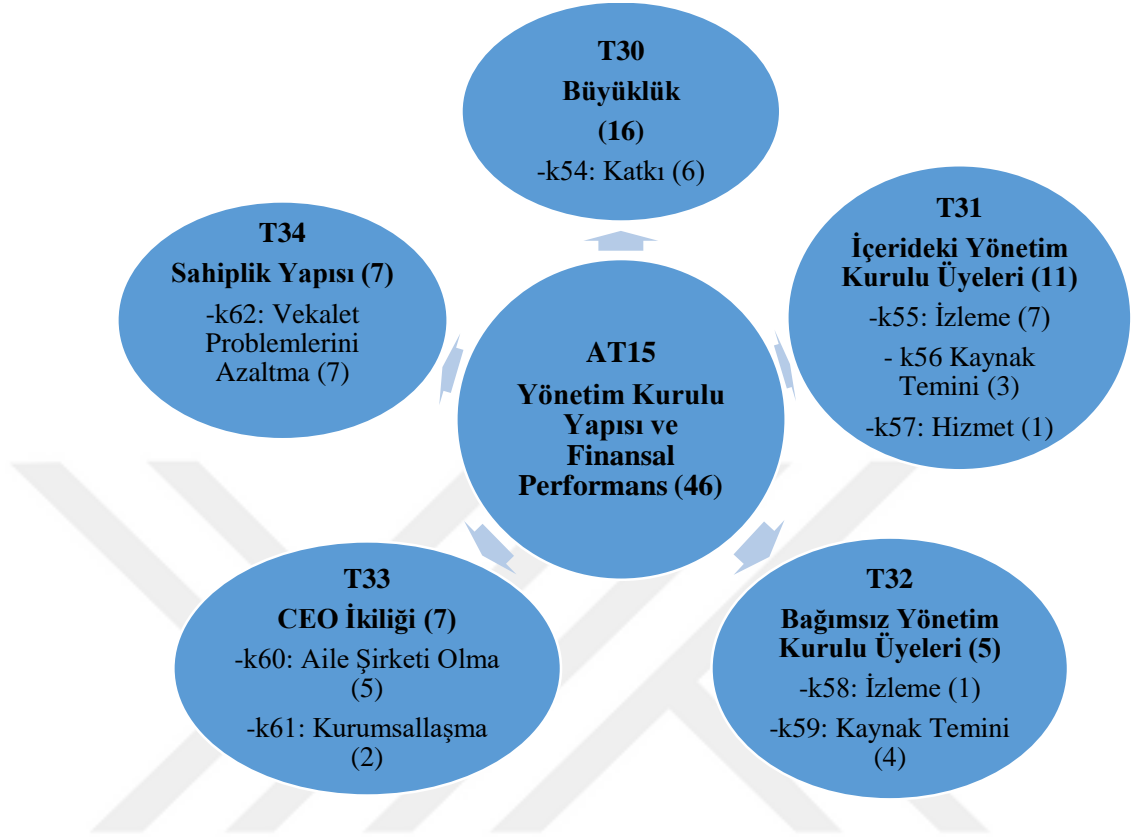 T30
Büyüklük
(16)
-k54: Katkı (6)
T31
İçerideki Yönetim
Kurulu Üyeleri (11)
-k55: İzleme (7)
- k56 Kaynak
Temini (3)
-k57: Hizmet (1)
T34
Sahiplik Yapısı (7)
-k62: Vekalet
Problemlerini
Azaltma (7)
AT15
Yönetim Kurulu
Yapısı ve
Finansal
Performans (46)
T33
CEO İkiliği (7)
-k60: Aile Şirketi Olma
(5)
-k61: Kurumsallaşma
(2)
T32
Bağımsız Yönetim
Kurulu Üyeleri (5)
-k58: İzleme (1)
-k59: Kaynak Temini
(4)